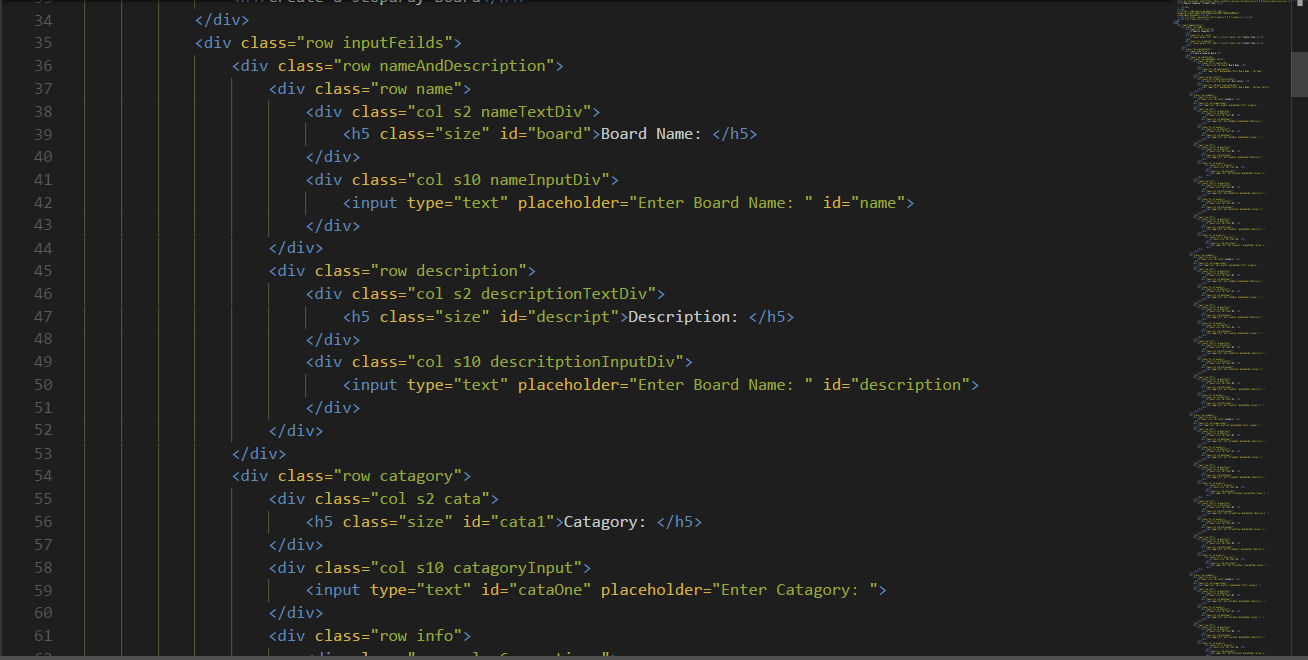 34 </div>
35 <div class="row inputFeilds">
36 <div class="row nameAndDescription">
37 <div class="row name">
38 <div class="col s2 nameTextDiv">
39 <h5 class="size" id="board">Board Name: </h5>
40 </div>
41 <div class="col s10 nameInputDiv">
42 <input type="text" placeholder="Enter Board Name: " id="name">
43 </div>
44 </div>
45 <div class="row description">
46 <div class="col s2 descriptionTextDiv">
47 <h5 class="size" id="descript">Description: </h5>
48 </div>
49 <div class="col s10 descritptionInputDiv">
50 <input type="text" placeholder="Enter Board Name: " id="description">
51 </div>
52 </div>
53 </div>
54 <div class="row catagory">
55 <div class="col s2 cata">
56 <h5 class="size" id="cata1">Catagory: </h5>
57 </div>
58 <div class="col s10 catagoryInput">
59 <input type="text" id="cataOne" placeholder="Enter Catagory: ">
60 </div>
61 <div class="row info">